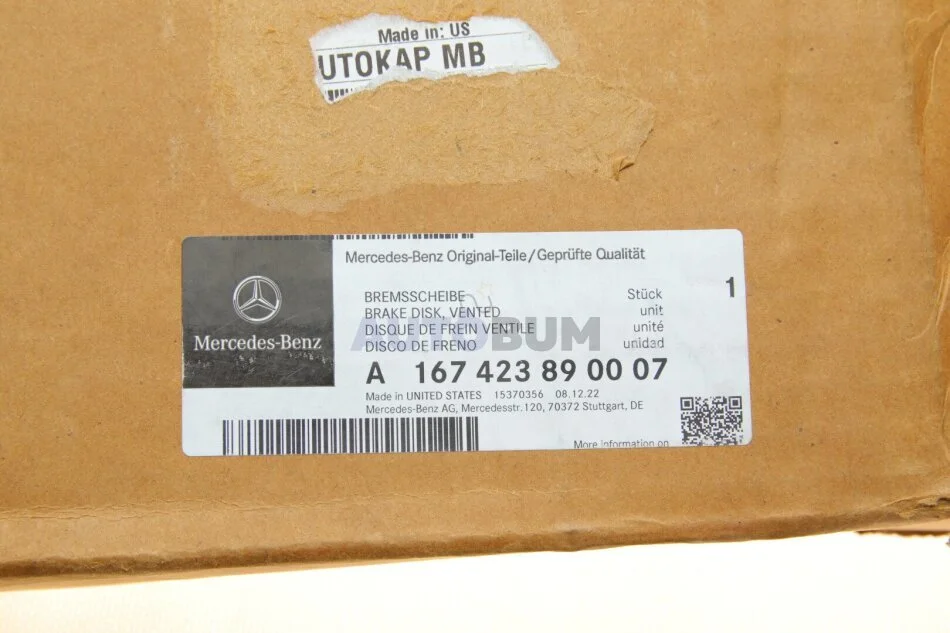 Made in: US
UTOKAP MB
Mercedes-Benz Original-Teile/Geprüfte Qualität
BREMSSCHEIBE Stück 1
BRAKE DISK, VENTED unit
DISQUE DE FREIN VENTILE unité
DISCO DE FRENO unidad
AUTOBUM
Mercedes-Benz
A 167 423 89 00 07
Made in UNITED STATES 15370356 08.12.22
Mercedes-Benz AG, Mercedesstr.120, 70372 Stuttgart, DE
More information on